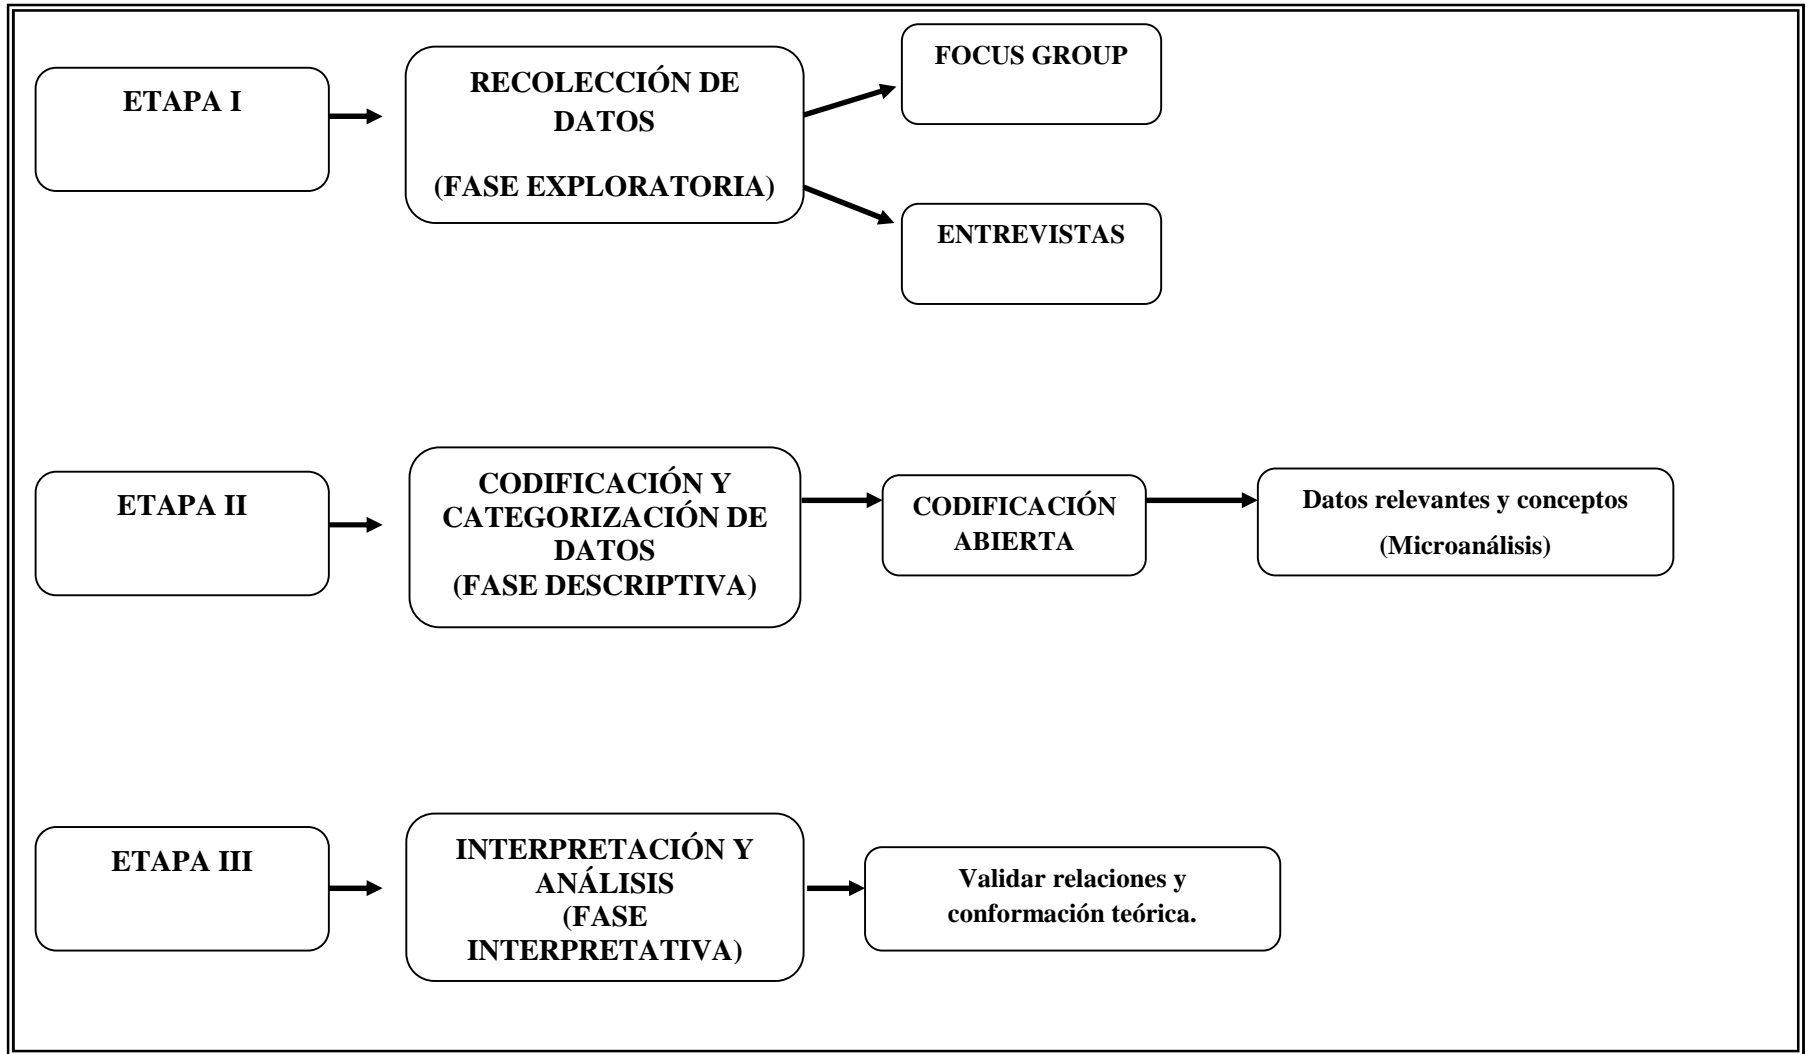 ETAPA I
RECOLECCIÓN DE
DATOS
(FASE EXPLORATORIA)
FOCUS GROUP
ENTREVISTAS
ETAPA II
CODIFICACIÓN Y
CATEGORIZACIÓN DE
DATOS
(FASE DESCRIPTIVA)
CODIFICACIÓN
ABIERTA
Datos relevantes y conceptos
(Microanálisis)
ETAPA III
INTERPRETACIÓN Y
ANÁLISIS
(FASE
INTERPRETATIVA)
Validar relaciones y
conformación teórica.